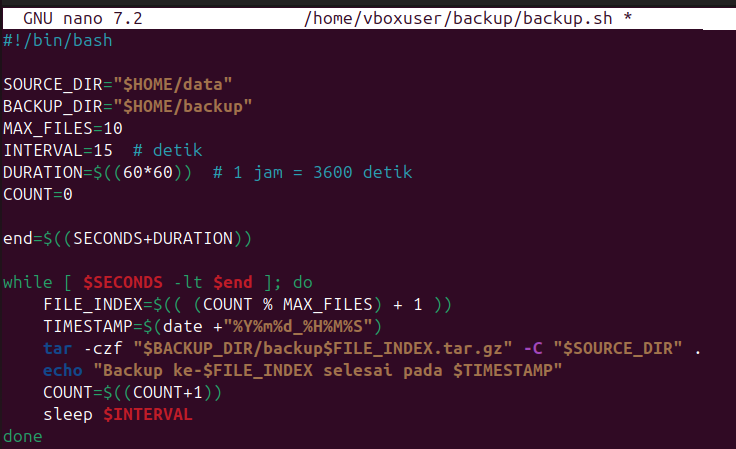 GNU nano 7.2 /home/vboxuser/backup/backup.sh *
#!/bin/bash

SOURCE_DIR="$HOME/data"
BACKUP_DIR="$HOME/backup"
MAX_FILES=10
INTERVAL=15  # detik
DURATION=$((60*60))  # 1 jam = 3600 detik
COUNT=0

end=$((SECONDS+DURATION))

while [ $SECONDS -lt $end ]; do
    FILE_INDEX=$(( (COUNT % MAX_FILES) + 1 ))
    TIMESTAMP=$(date +"%Y%m%d_%H%M%S")
    tar -czf "$BACKUP_DIR/backup$FILE_INDEX.tar.gz" -C "$SOURCE_DIR" .
    echo "Backup ke-$FILE_INDEX selesai pada $TIMESTAMP"
    COUNT=$((COUNT+1))
    sleep $INTERVAL
done